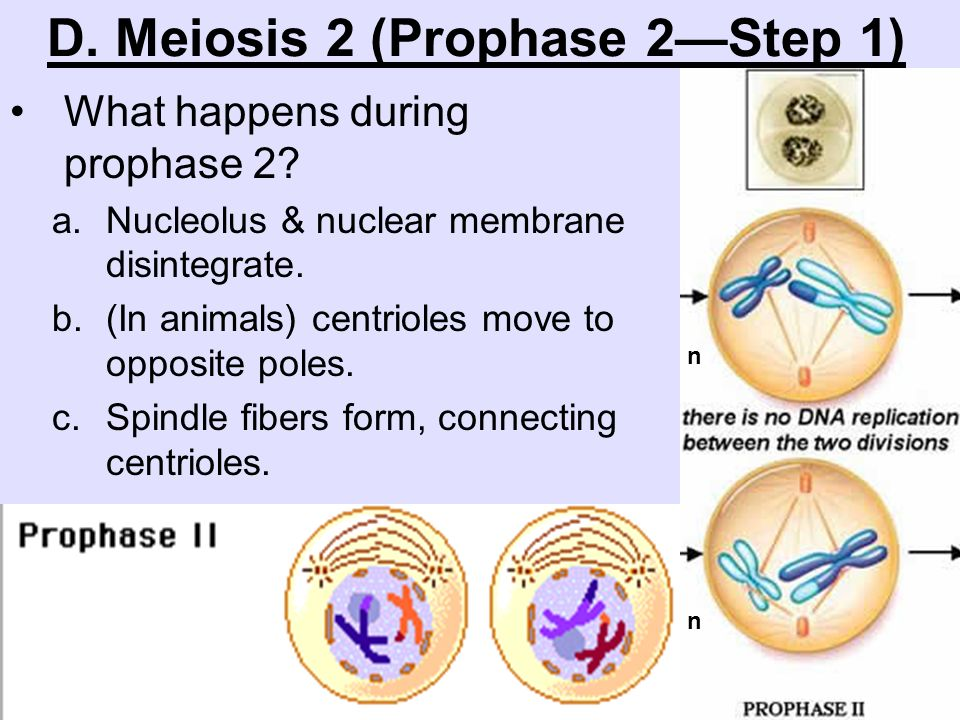 D. Meiosis 2 (Prophase 2—Step 1)
• What happens during
prophase 2?
a. Nucleolus & nuclear membrane
disintegrate.
b. (In animals) centrioles move to
opposite poles.
c. Spindle fibers form, connecting
centrioles.
n
there is no DNA replication
between the two divisions
Prophase II
n
PROPHASE II